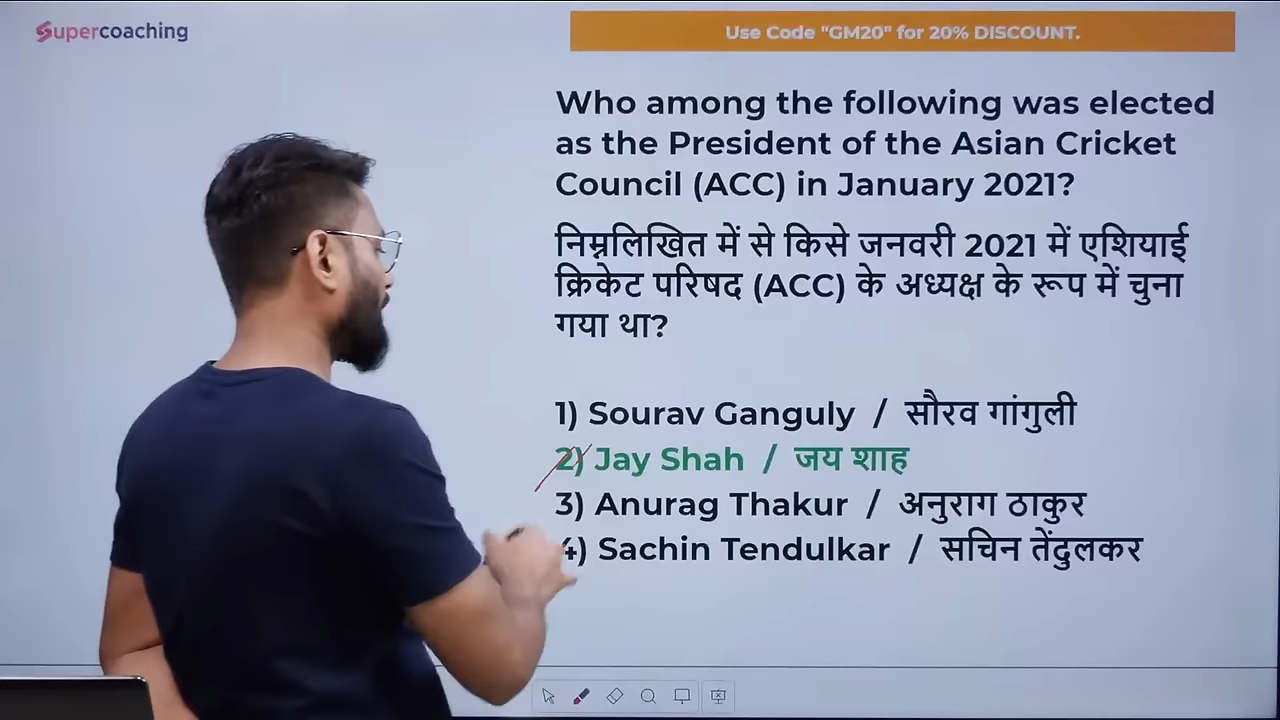 Supercoaching
Use Code "GM20" for 20% DISCOUNT.
Who among the following was elected
as the President of the Asian Cricket
Council (ACC) in January 2021?
निम्नलिखित में से किसे जनवरी 2021 में एशियाई
क्रिकेट परिषद (ACC) के अध्यक्ष के रूप में चुना
गया था?
1) Sourav Ganguly / सौरव गांगुली
2) Jay Shah / जय शाह
3) Anurag Thakur / अनुराग ठाकुर
4) Sachin Tendulkar / सचिन तेंदुलकर